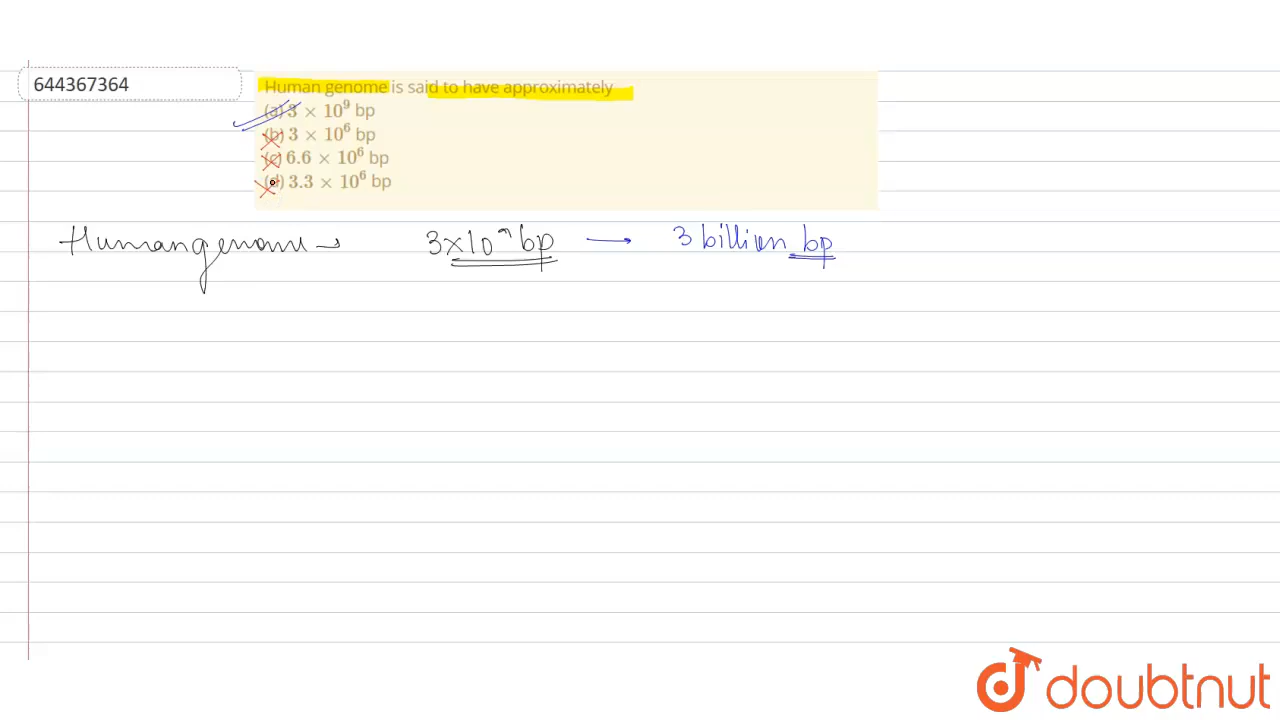 644367364
Human genome is said to have approximately
(a) 3 × 10⁹ bp
(b) 3 × 10⁶ bp
(c) 6.6 × 10⁶ bp
(d) 3.3 × 10⁶ bp
Human genome → 3×10⁹ bp → 3 billion bp
doubtnut